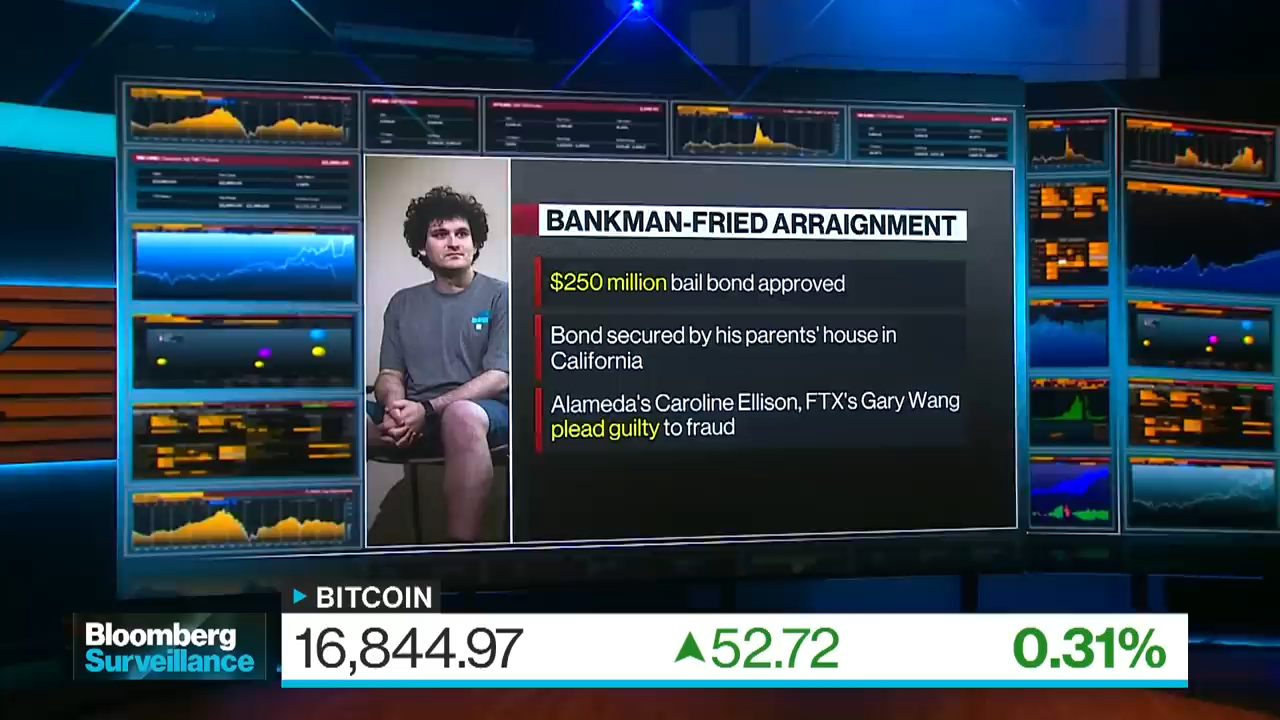 BANKMAN-FRIED ARRAIGNMENT
$250 million bail bond approved
Bond secured by his parents' house in
California
Alameda's Caroline Ellison, FTX's Gary Wang
plead guilty to fraud
BITCOIN
Bloomberg
Surveillance
16,844.97
52.72
0.31%